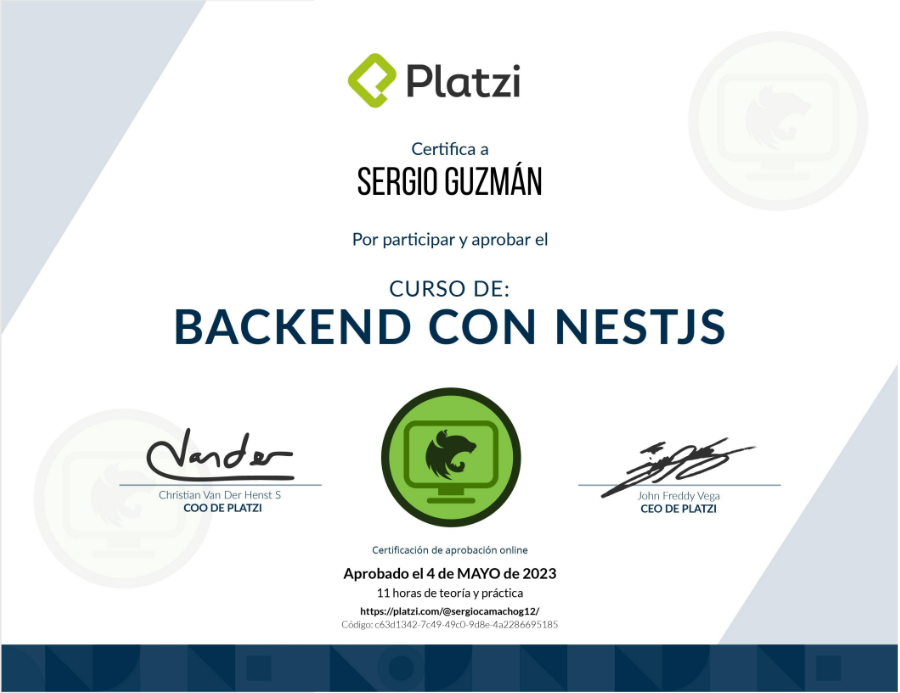 Platzi
Certifica a
SERGIO GUZMÁN
Por participar y aprobar el
CURSO DE:
BACKEND CON NESTJS
Vander
Christian Van Der Henst S
COO DE PLATZI
John Freddy Vega
CEO DE PLATZI
Certificación de aprobación online
Aprobado el 4 de MAYO de 2023
11 horas de teoría y práctica
https://platzi.com/@sergiocamachog12/
Código: c63d1342-7c49-49c0-9d8e-4a2286695185